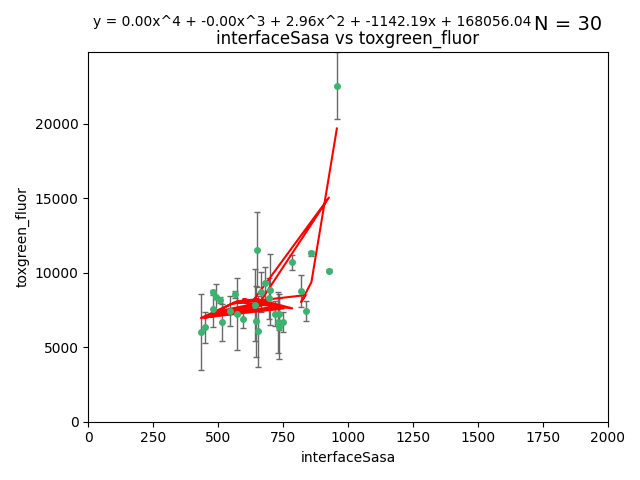 y = 0.00x^4 + -0.00x^3 + 2.96x^2 + -1142.19x + 168056.04
N = 30
interfaceSasa vs toxgreen_fluor
20000
15000
10000
5000
0
toxgreen_fluor
0 250 500 750 1000 1250 1500 1750 2000
interfaceSasa